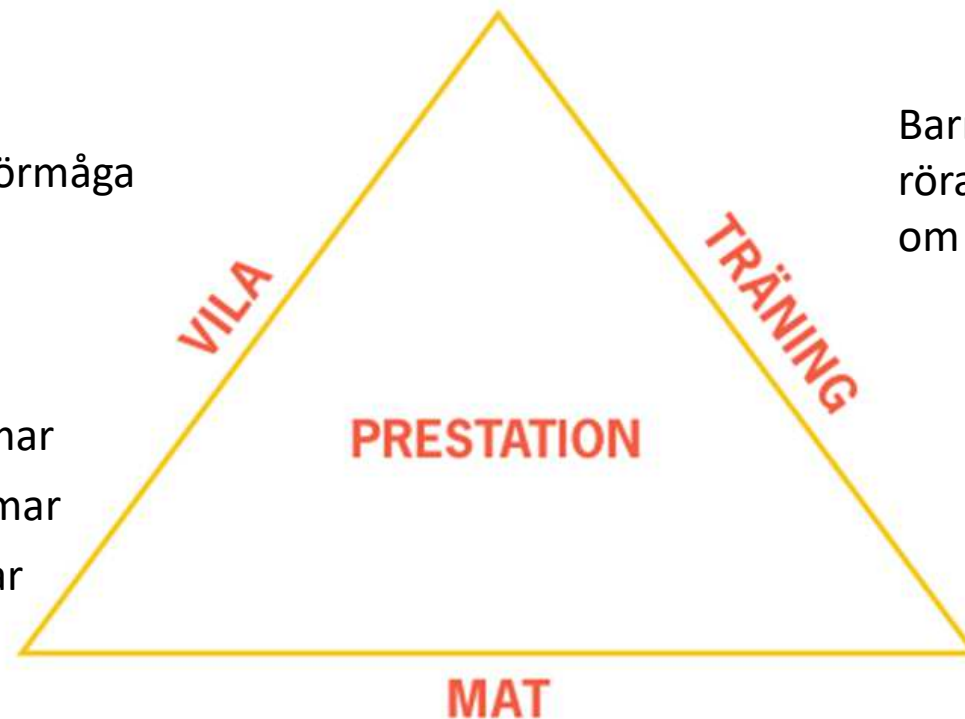 örmåga
nar
mar
ar
VILA
PRESTATION
TRÄNING
MAT
Bar
röra
om